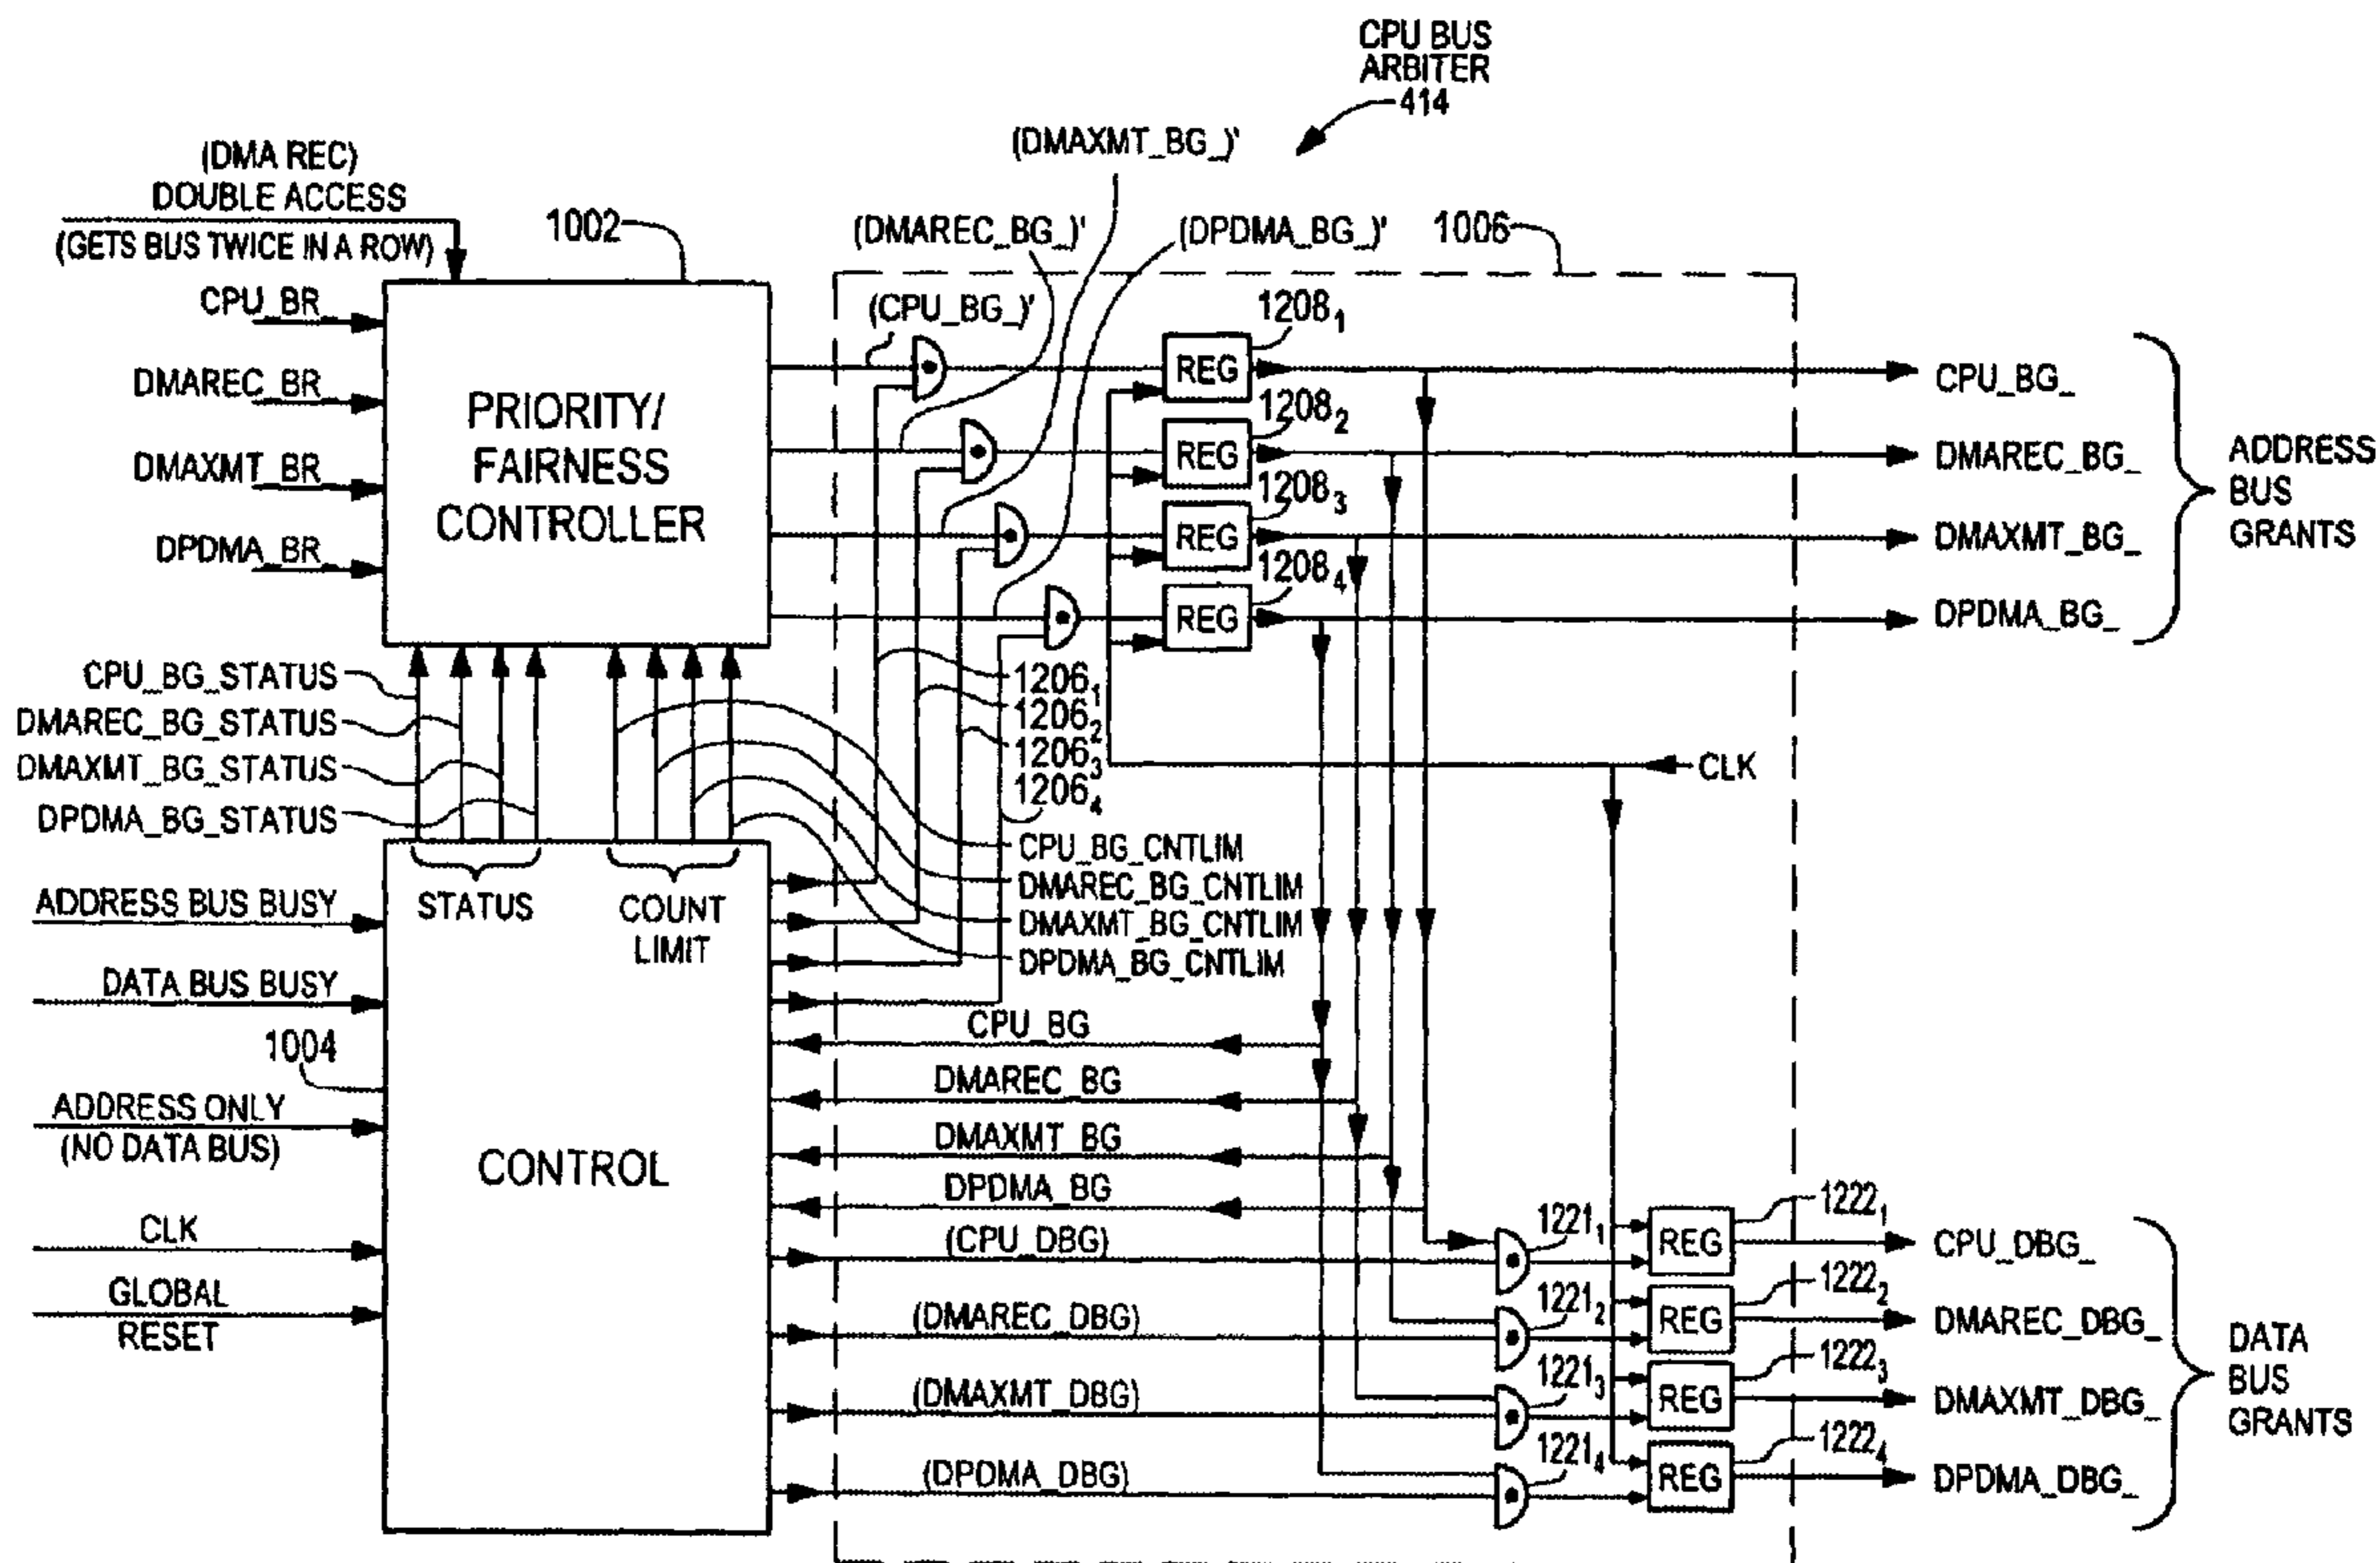 CPU BUS
ARBITER
414
(DMA REC)
DOUBLE ACCESS
(GETS BUS TWICE IN A ROW)
1002
(DMAXMT_BG_)'
(DMAREC_BG_)'
(DPDMA_BG_)'
1006
CPU_BR_
DMAREC_BR_
DMAXMT_BR_
DPDMA_BR_
PRIORITY/
FAIRNESS
CONTROLLER
(CPU_BG_)'
1208₁
REG
1208₂
REG
1208₃
REG
1208₄
REG
CPU_BG_
DMAREC_BG_
DMAXMT_BG_
DPDMA_BG_
ADDRESS
BUS
GRANTS
CPU_BG_STATUS
DMAREC_BG_STATUS
DMAXMT_BG_STATUS
DPDMA_BG_STATUS
1206₁
1206₂
1206₃
1206₄
CLK
CPU_BG_CNTLIM
DMAREC_BG_CNTLIM
DMAXMT_BG_CNTLIM
DPDMA_BG_CNTLIM
STATUS
COUNT
LIMIT
ADDRESS BUS BUSY
DATA BUS BUSY
1004
ADDRESS ONLY
(NO DATA BUS)
CLK
GLOBAL
RESET
CONTROL
CPU_BG
DMAREC_BG
DMAXMT_BG
DPDMA_BG
(CPU_DBG)
(DMAREC_DBG)
(DMAXMT_DBG)
(DPDMA_DBG)
1221₁
1221₂
1221₃
1221₄
REG
1222₁
REG
1222₂
REG
1222₃
REG
1222₄
CPU_DBG_
DMAREC_DBG_
DMAXMT_DBG_
DPDMA_DBG_
DATA
BUS
GRANTS